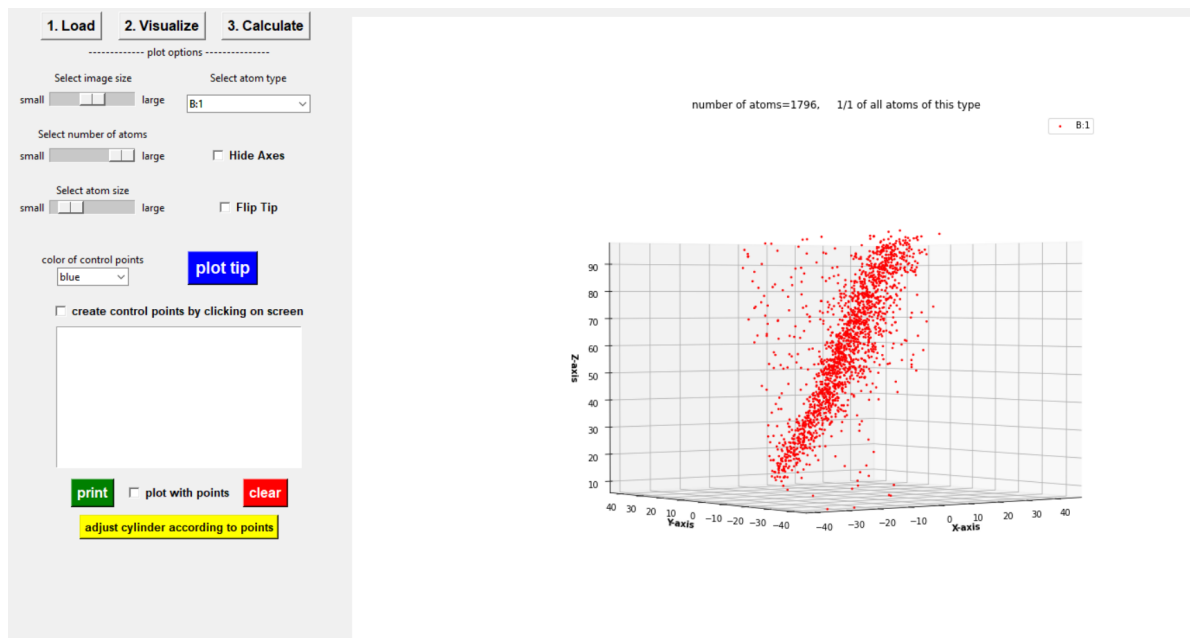 1. Load 2. Visualize 3. Calculate
------------- plot options ---------------
Select image size Select atom type
small large B:1
Select number of atoms
small large Hide Axes
Select atom size
small large Flip Tip
color of control points
blue plot tip
create control points by clicking on screen
print plot with points clear
adjust cylinder according to points
number of atoms=1796, 1/1 of all atoms of this type
B:1
Z-axis
90
80
70
60
50
40
30
20
10
40 30 20 10 0 −10 −20 −30 −40
Y-axis
−40 −30 −20 −10 0 10 20 30 40
X-axis